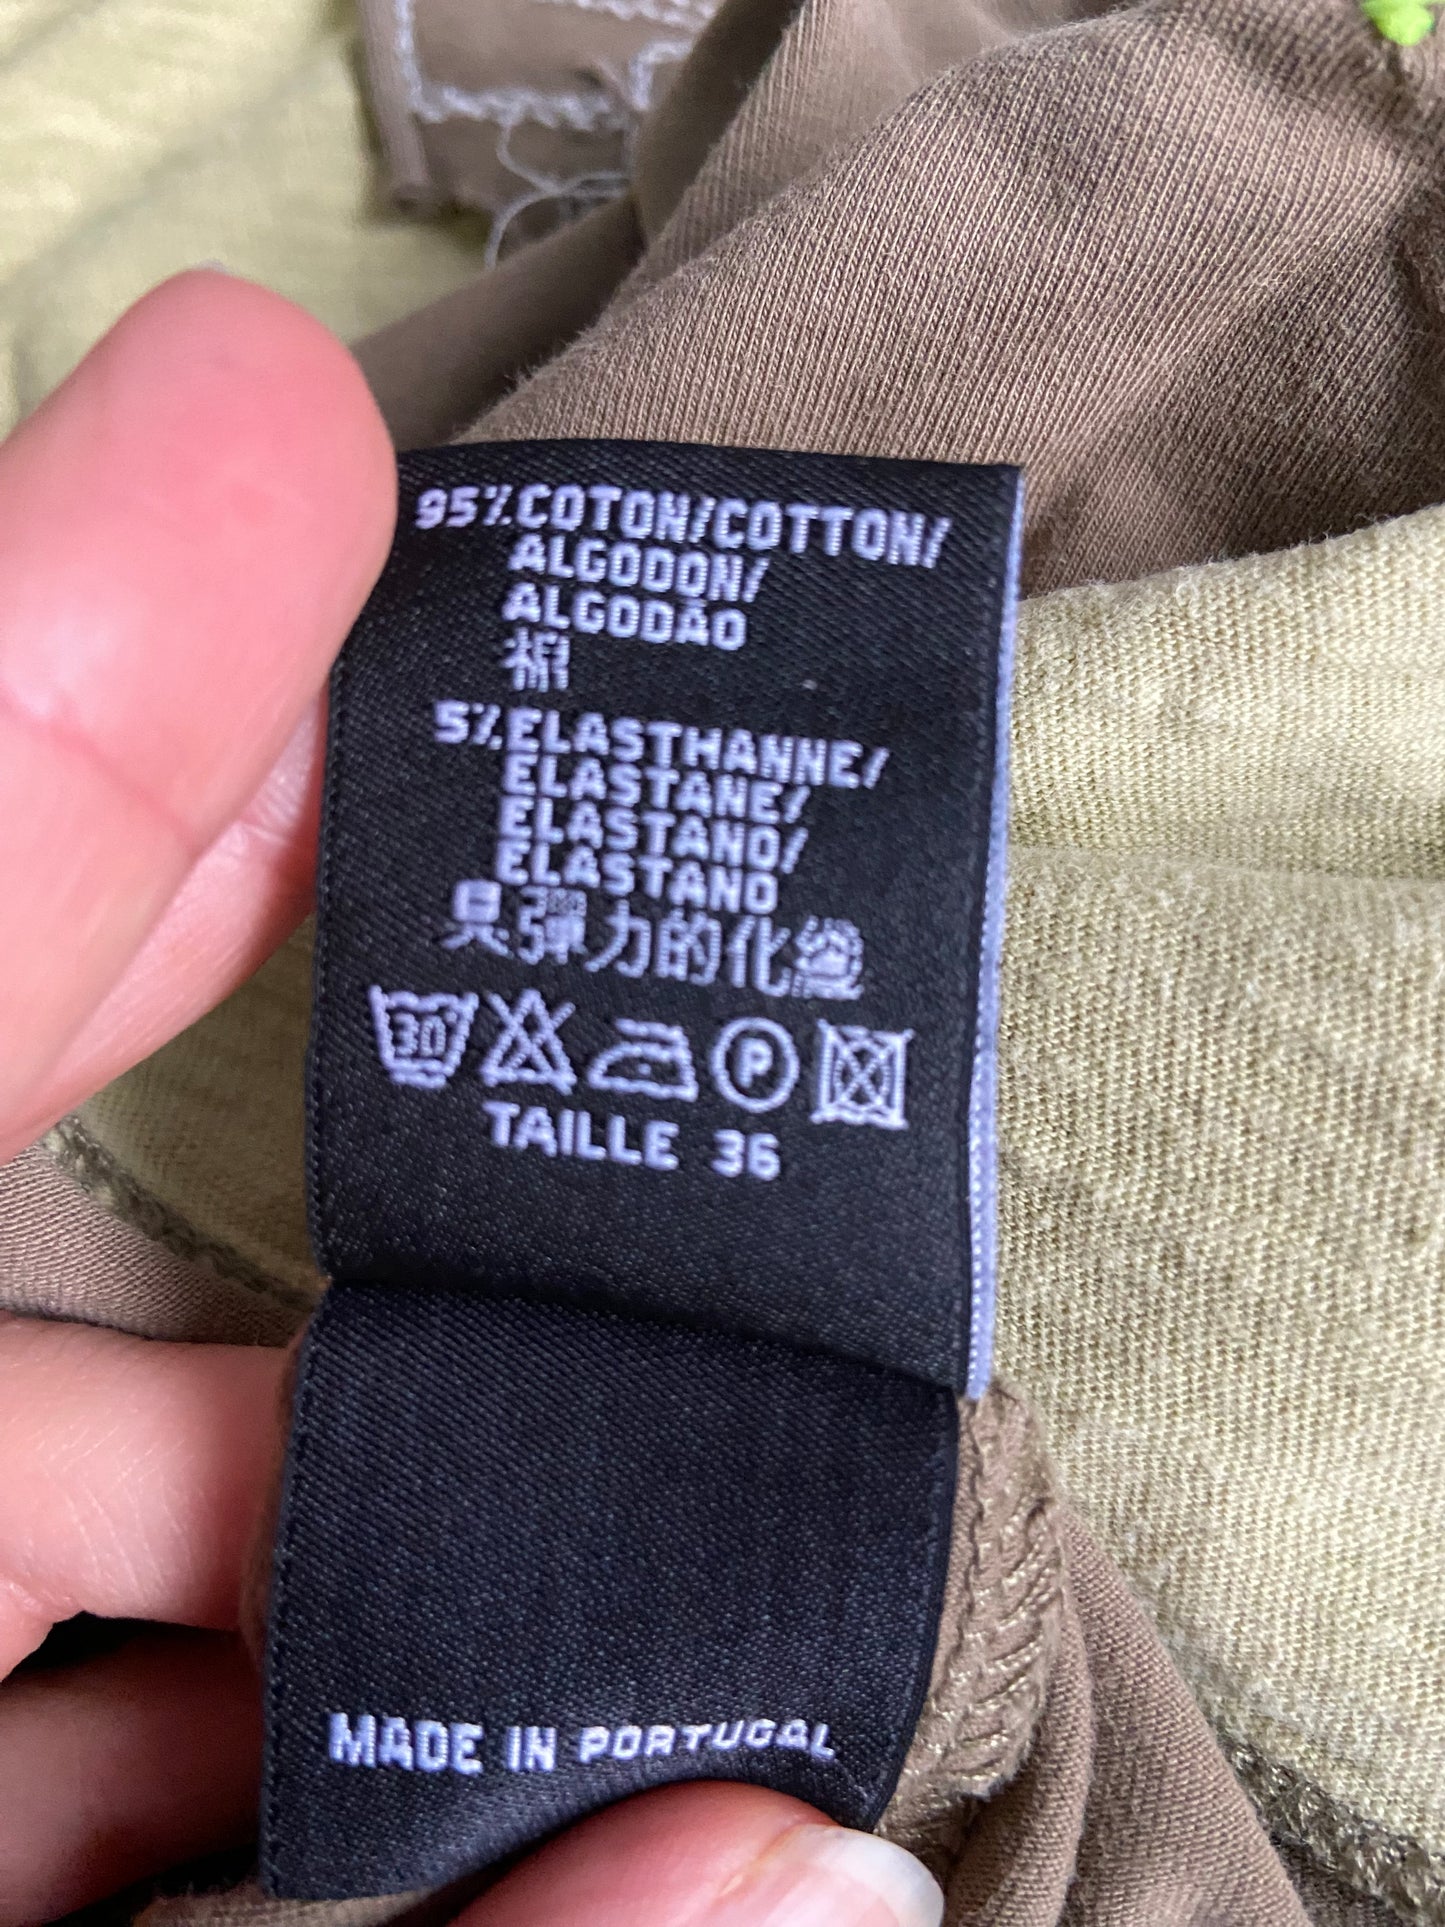 95% COTON/COTTON/
ALGODON/
ALGODÃO
棉
5% ELASTHANNE/
ELASTANE/
ELASTANO/
ELASTANO
具彈力的化纖
30°
P
TAILLE 36
MADE IN PORTUGAL